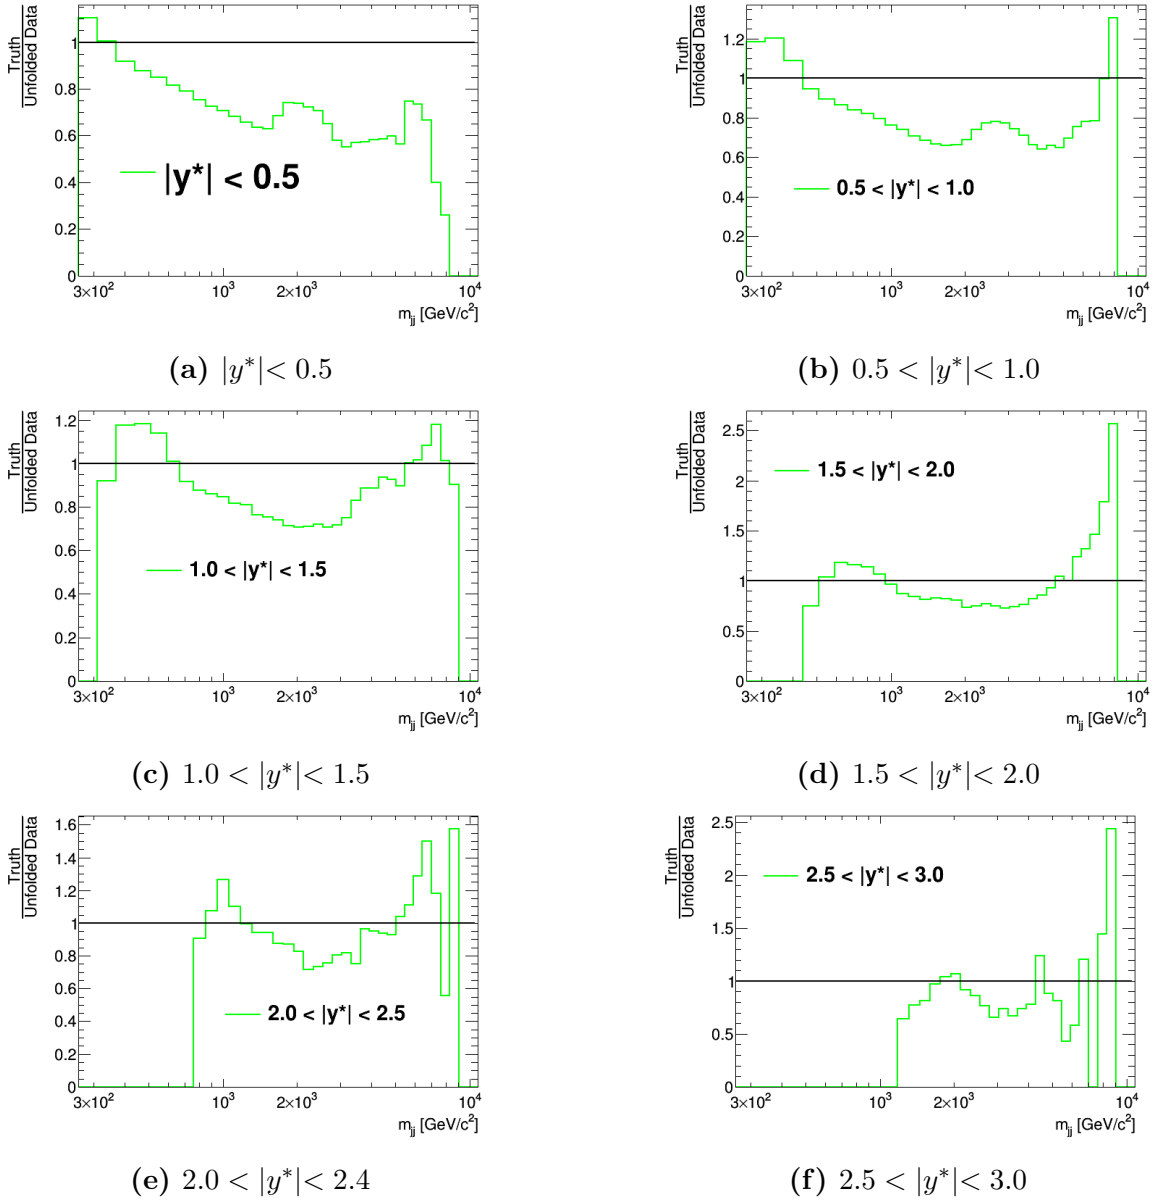 Truth
Unfolded Data
1
0.8
0.6
0.4
0.2
0
|y*| < 0.5
3×10²
10³
2×10³
10⁴
m_jj [GeV/c²]
(a) |y*|< 0.5
Truth
Unfolded Data
1.2
1
0.8
0.6
0.4
0.2
0
0.5 < |y*| < 1.0
3×10²
10³
2×10³
10⁴
m_jj [GeV/c²]
(b) 0.5 < |y*|< 1.0
Truth
Unfolded Data
1.2
1
0.8
0.6
0.4
0.2
0
1.0 < |y*| < 1.5
3×10²
10³
2×10³
10⁴
m_jj [GeV/c²]
(c) 1.0 < |y*|< 1.5
Truth
Unfolded Data
2.5
2
1.5
1
0.5
0
1.5 < |y*| < 2.0
3×10²
10³
2×10³
10⁴
m_jj [GeV/c²]
(d) 1.5 < |y*|< 2.0
Truth
Unfolded Data
1.6
1.4
1.2
1
0.8
0.6
0.4
0.2
0
2.0 < |y*| < 2.5
3×10²
10³
2×10³
10⁴
m_jj [GeV/c²]
(e) 2.0 < |y*|< 2.4
Truth
Unfolded Data
2.5
2
1.5
1
0.5
0
2.5 < |y*| < 3.0
3×10²
10³
2×10³
10⁴
m_jj [GeV/c²]
(f) 2.5 < |y*|< 3.0